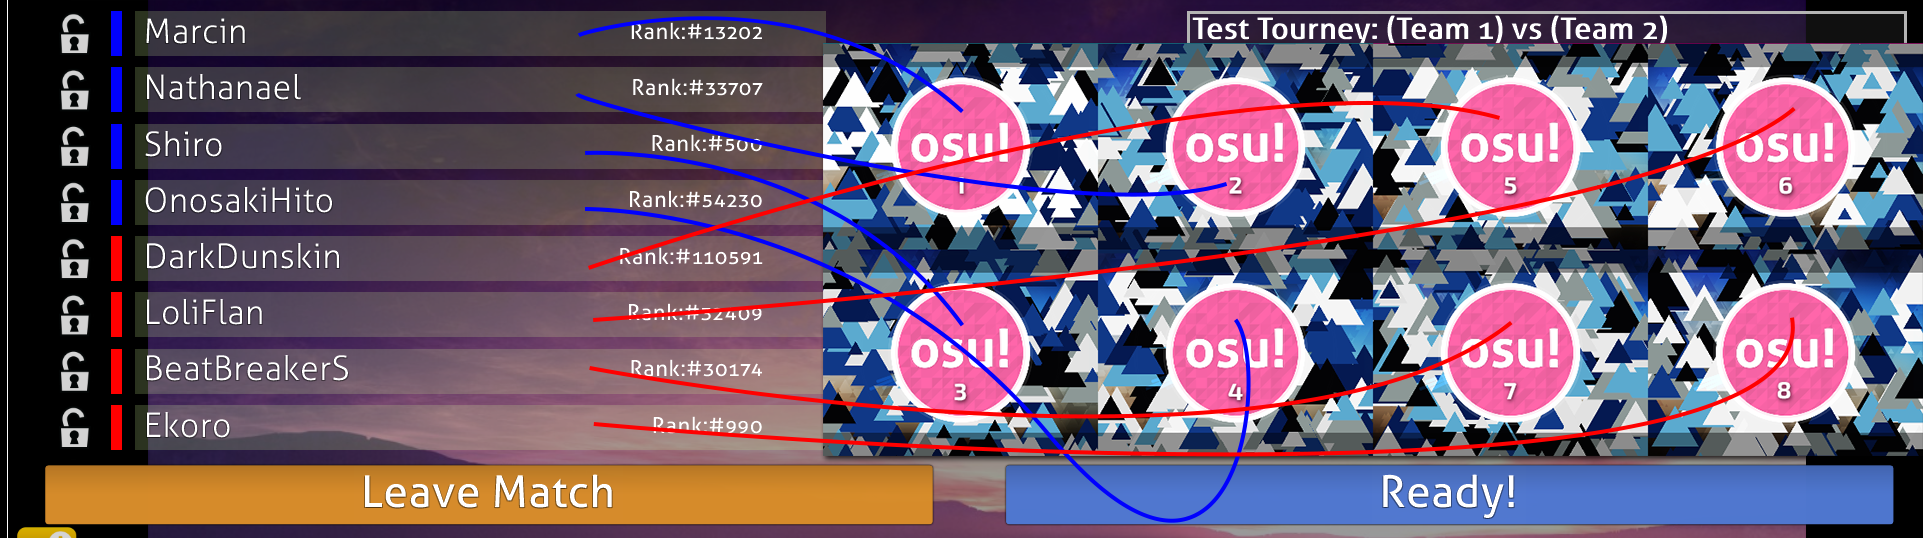 Marcin Rank:#13202
Nathanael Rank:#33707
Shiro Rank:#500
OnosakiHito Rank:#54230
DarkDunskin Rank:#110591
LoliFlan Rank:#32409
BeatBreakerS Rank:#30174
Ekoro Rank:#990
Test Tourney: (Team 1) vs (Team 2)
osu! osu! osu! osu!
1 2 5 6
osu! osu! osu! osu!
3 4 7 8
Leave Match
Ready!